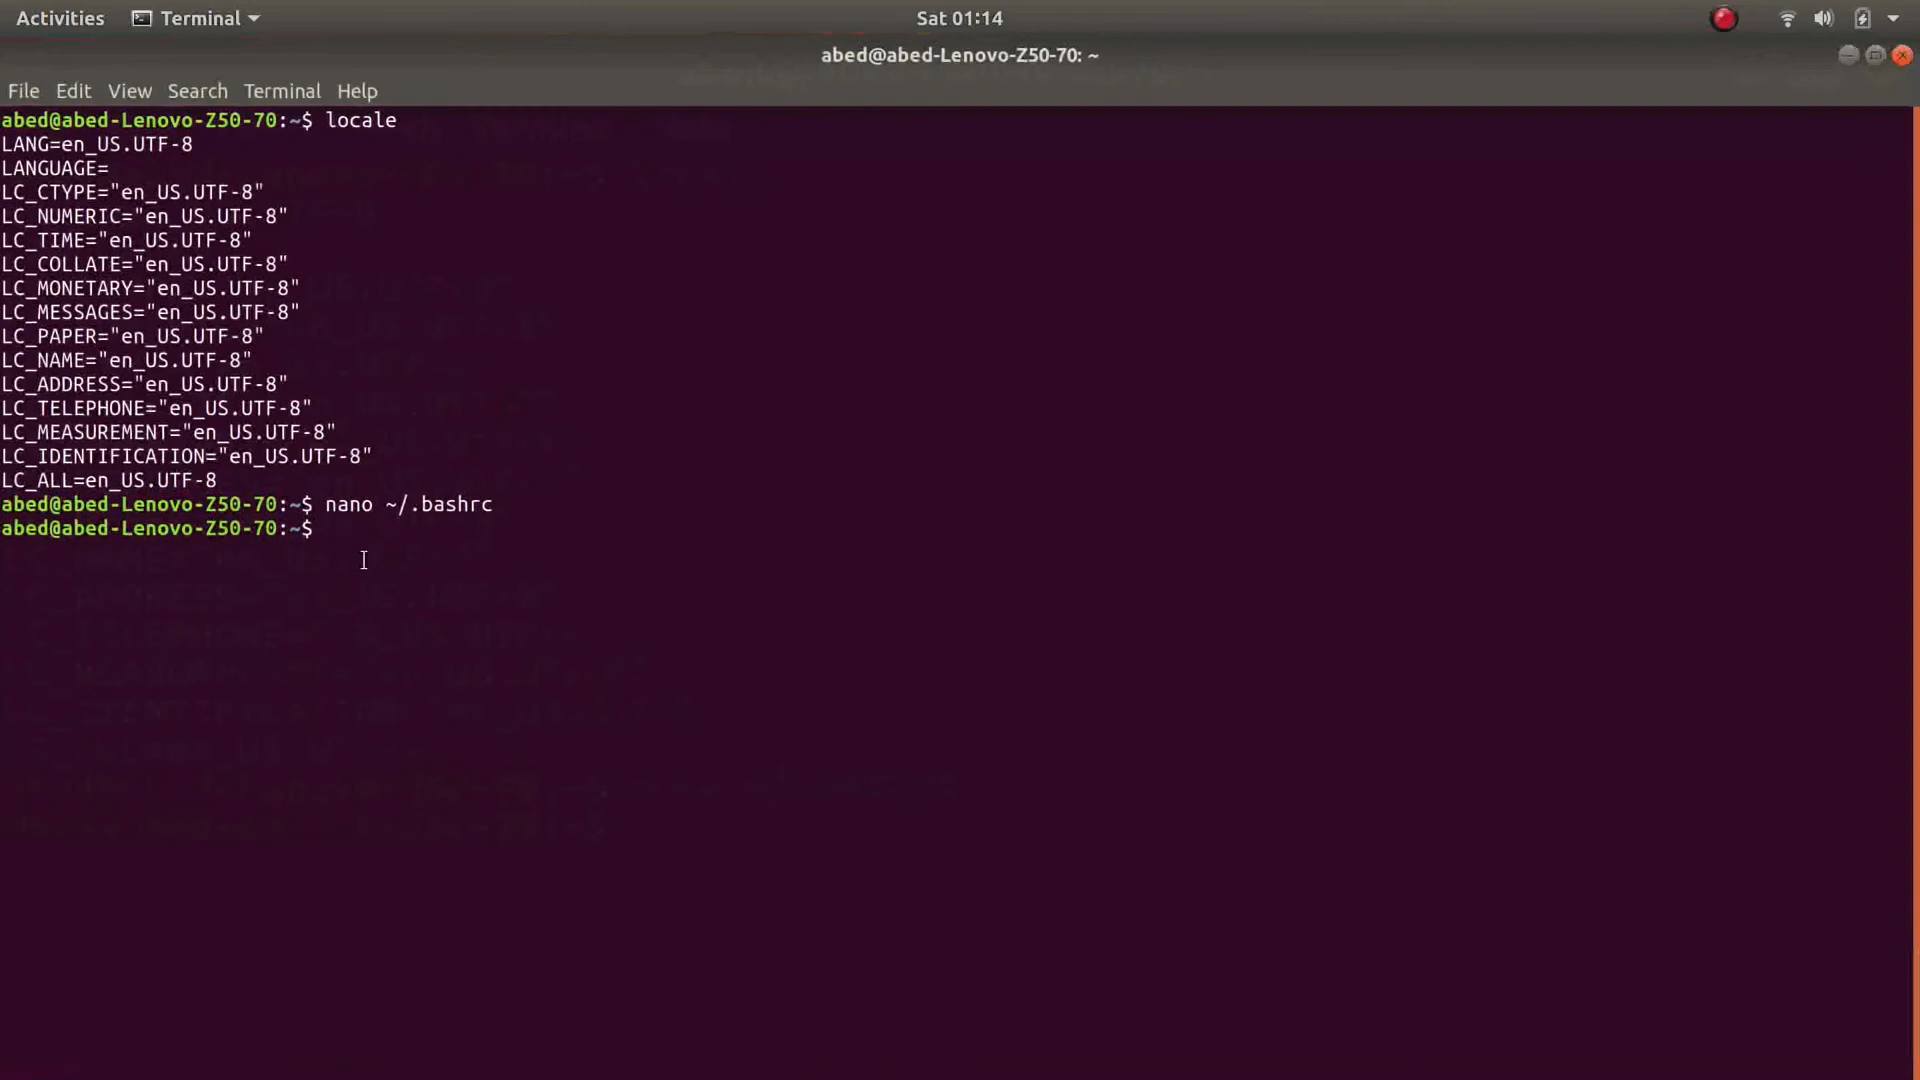 Activities Terminal Sat 01:14
abed@abed-Lenovo-Z50-70: ~
File Edit View Search Terminal Help
abed@abed-Lenovo-Z50-70:~$ locale
LANG=en_US.UTF-8
LANGUAGE=
LC_CTYPE="en_US.UTF-8"
LC_NUMERIC="en_US.UTF-8"
LC_TIME="en_US.UTF-8"
LC_COLLATE="en_US.UTF-8"
LC_MONETARY="en_US.UTF-8"
LC_MESSAGES="en_US.UTF-8"
LC_PAPER="en_US.UTF-8"
LC_NAME="en_US.UTF-8"
LC_ADDRESS="en_US.UTF-8"
LC_TELEPHONE="en_US.UTF-8"
LC_MEASUREMENT="en_US.UTF-8"
LC_IDENTIFICATION="en_US.UTF-8"
LC_ALL=en_US.UTF-8
abed@abed-Lenovo-Z50-70:~$ nano ~/.bashrc
abed@abed-Lenovo-Z50-70:~$